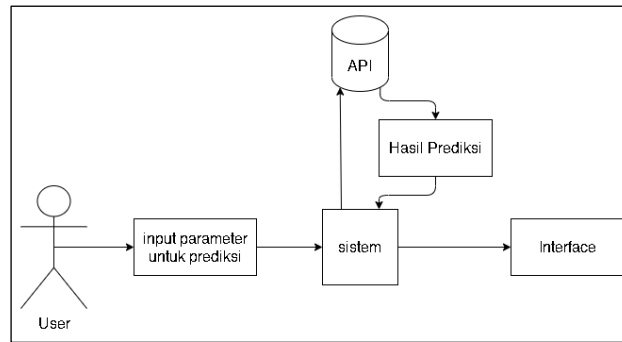 API
Hasil Prediksi
input parameter
untuk prediksi
sistem
Interface
User